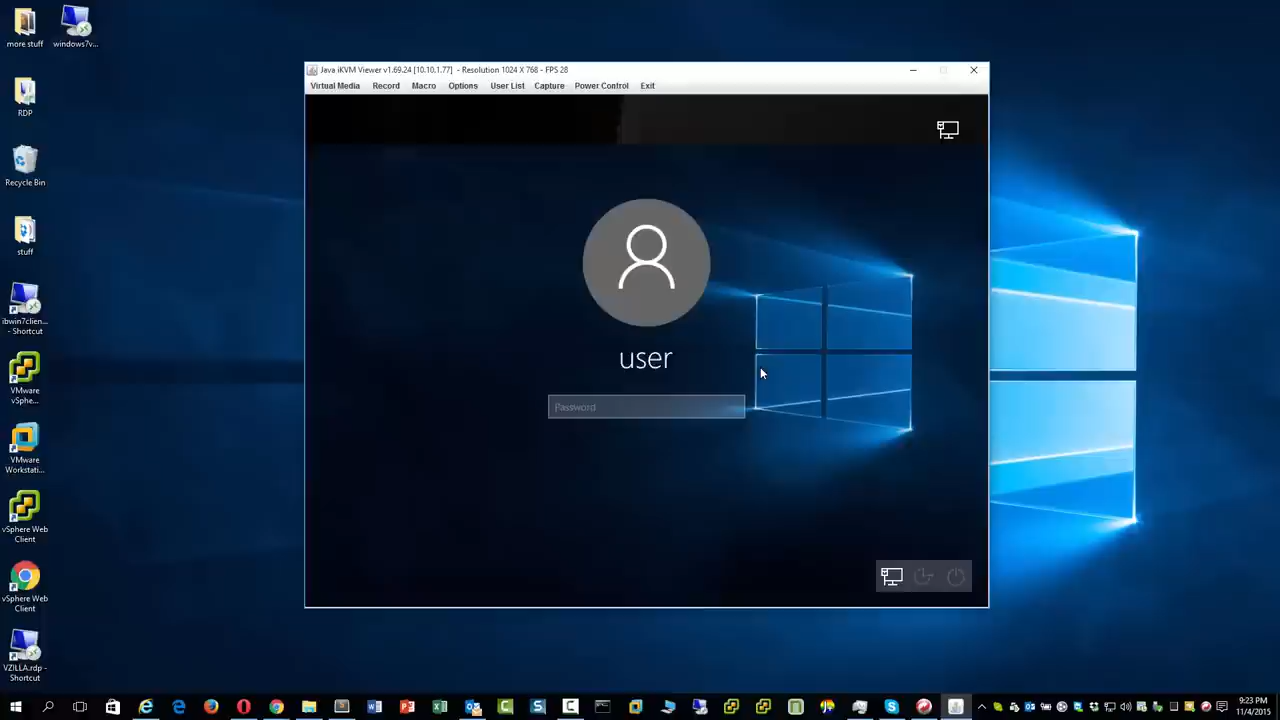 more stuff
windows7v...
RDP
Recycle Bin
stuff
ibwin7clien...
- Shortcut
VMware
vSphe...
VMware
Workstati...
vSphere Web
Client
vSphere Web
Client
VZILLA.rdp -
Shortcut
Java iKVM Viewer v1.69.24 [10.10.1.77] - Resolution 1024 X 768 - FPS 28
Virtual Media Record Macro Options User List Capture Power Control Exit
user
Password
9:23 PM
11/4/2015